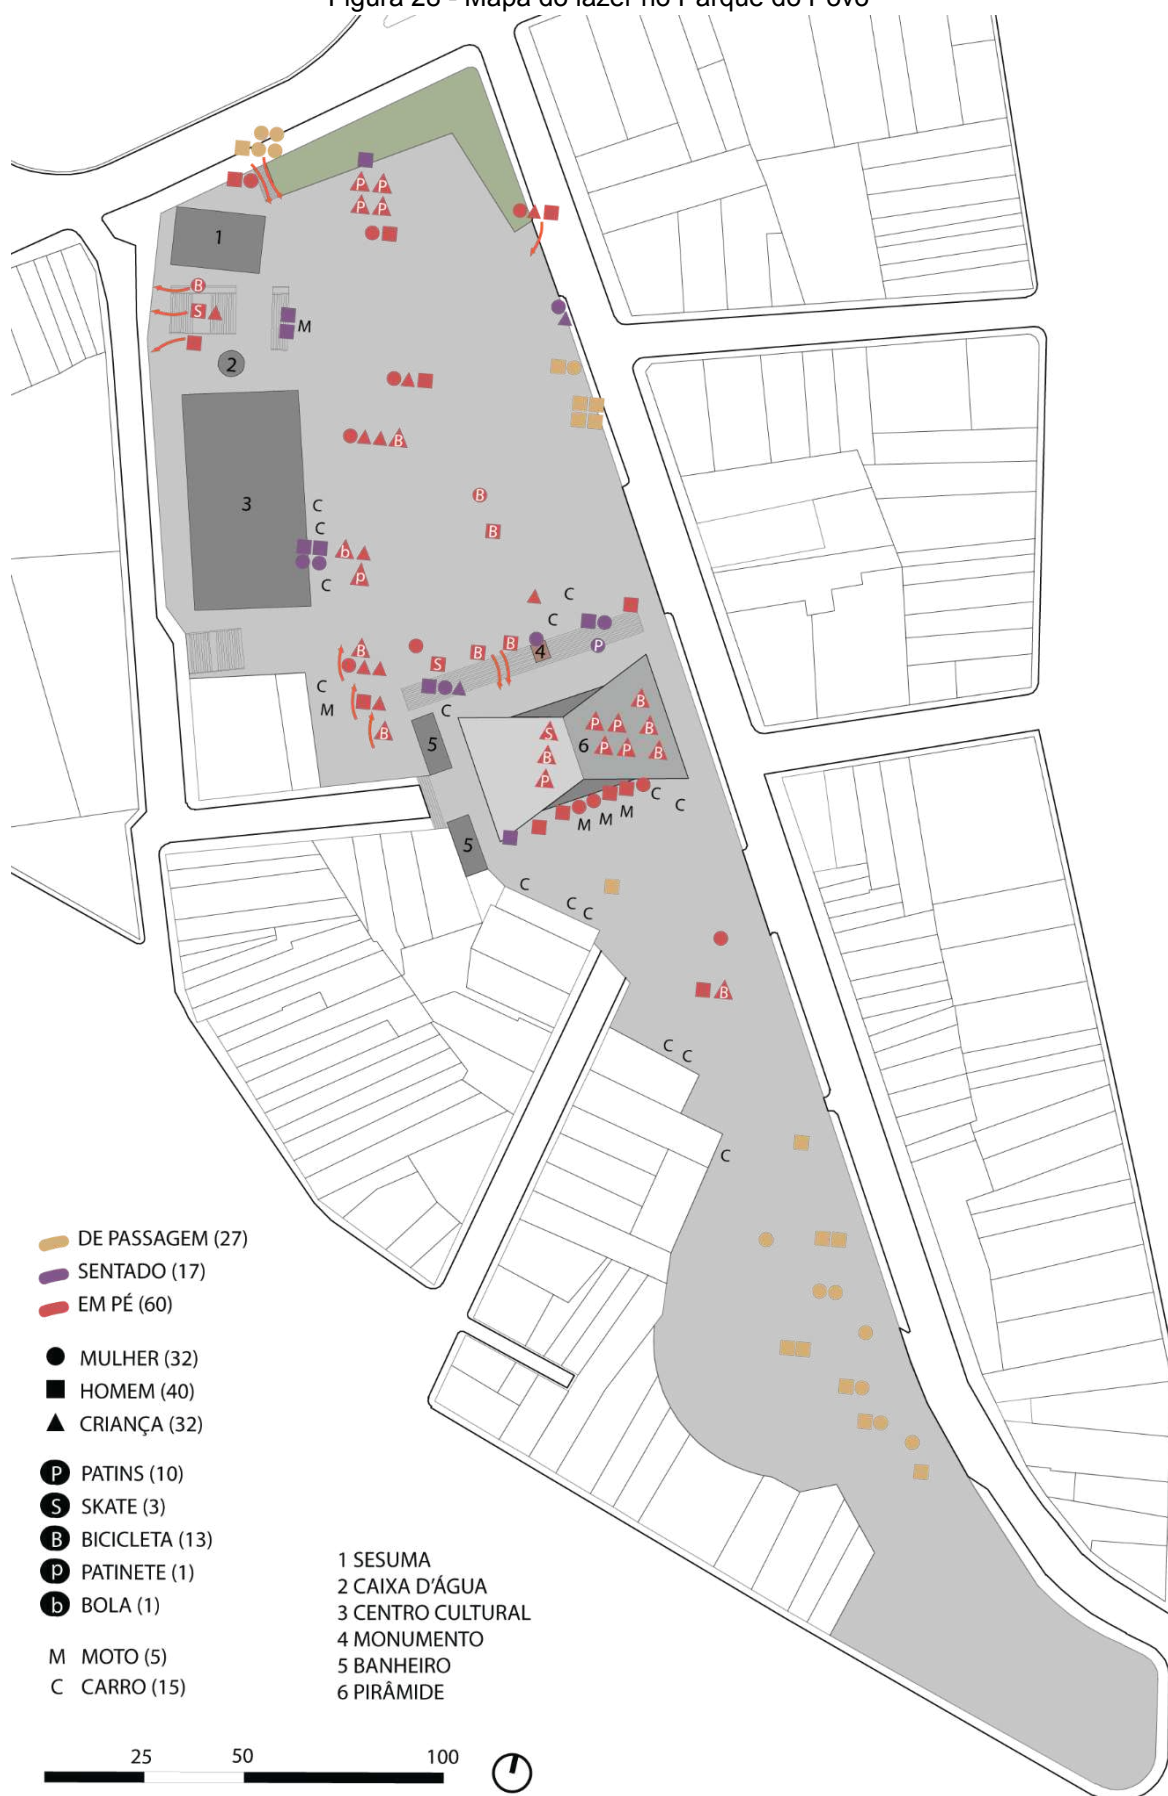 Figura 28 - Mapa do lazer no Parque do Povo
1
P P
P P
B
S
M
2
B
3
C
C
B
B
b
p
C
C
C
4
B
B
P
B
S
C
M
C
B
5
6
S
B
P
P P
P P
B
B
B
C
C
M M M
5
C
C C
B
C C
C
DE PASSAGEM (27)
SENTADO (17)
EM PÉ (60)
MULHER (32)
HOMEM (40)
CRIANÇA (32)
P PATINS (10)
S SKATE (3)
B BICICLETA (13)
p PATINETE (1)
b BOLA (1)
M MOTO (5)
C CARRO (15)
1 SESUMA
2 CAIXA D'ÁGUA
3 CENTRO CULTURAL
4 MONUMENTO
5 BANHEIRO
6 PIRÂMIDE
25 50 100